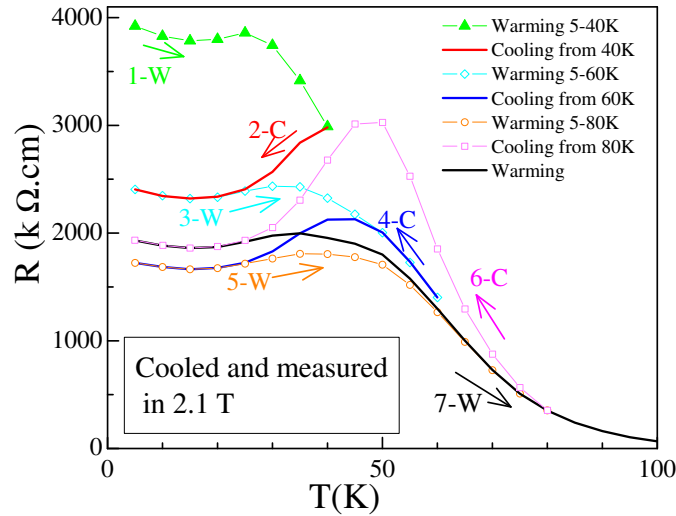 4000
3000
2000
1000
0
R (k Ω.cm)
50
100
T(K)
Warming 5-40K
Cooling from 40K
Warming 5-60K
Cooling from 60K
Warming 5-80K
Cooling from 80K
Warming
1-W
2-C
3-W
4-C
5-W
6-C
7-W
Cooled and measured
in 2.1 T